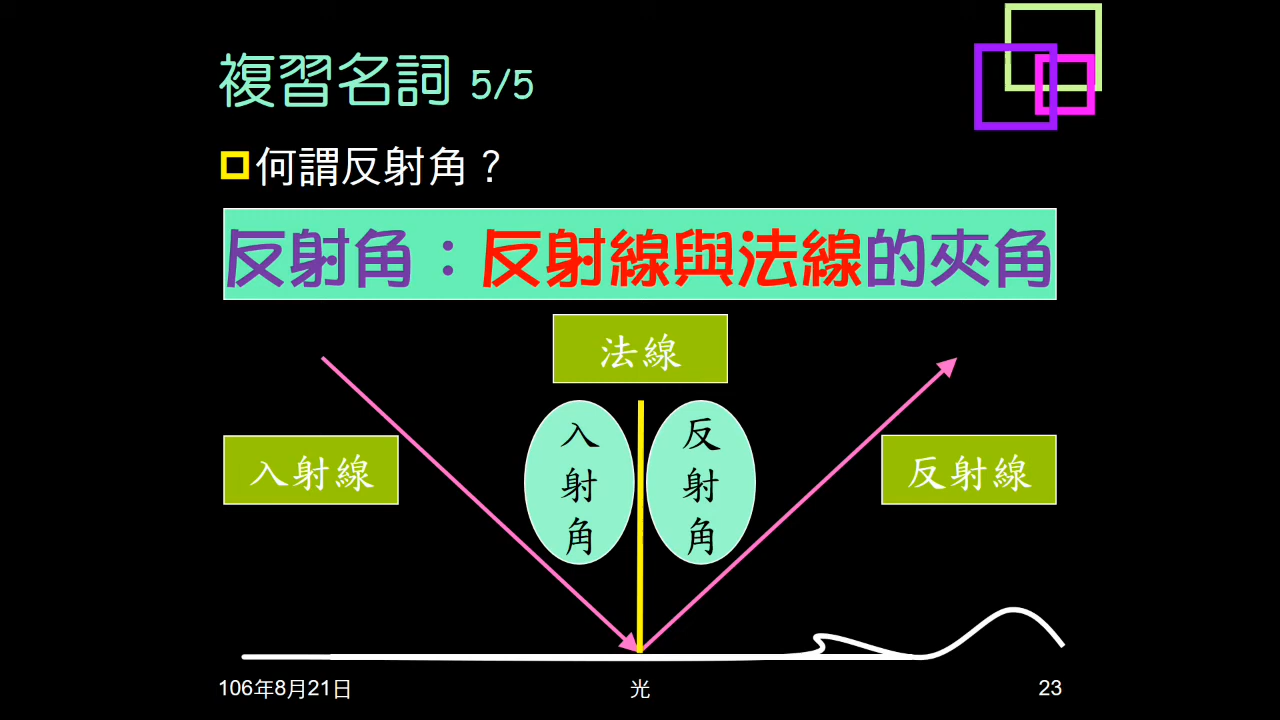 複習名詞 5/5
何謂反射角？
反射角：反射線與法線的夾角
法線
入射角
反射角
入射線
反射線
106年8月21日
光
23